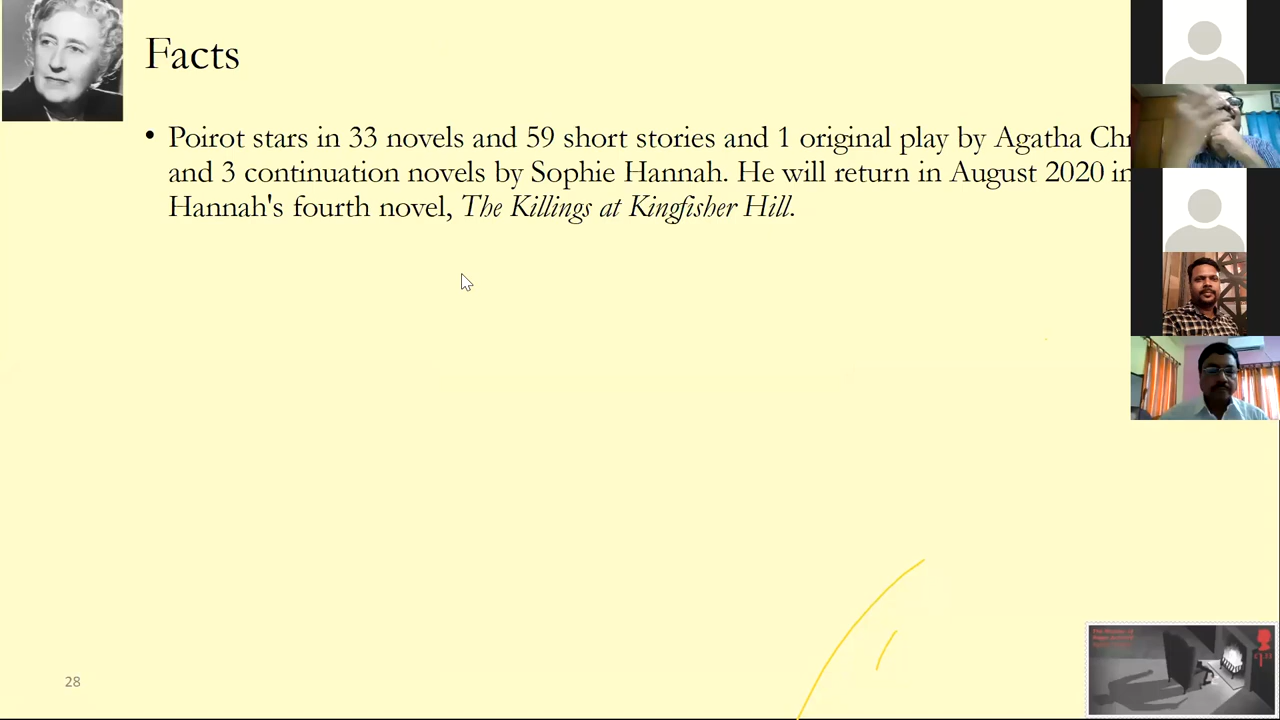 Facts
• Poirot stars in 33 novels and 59 short stories and 1 original play by Agatha
and 3 continuation novels by Sophie Hannah. He will return in August 2020 in
Hannah's fourth novel, The Killings at Kingfisher Hill.
28